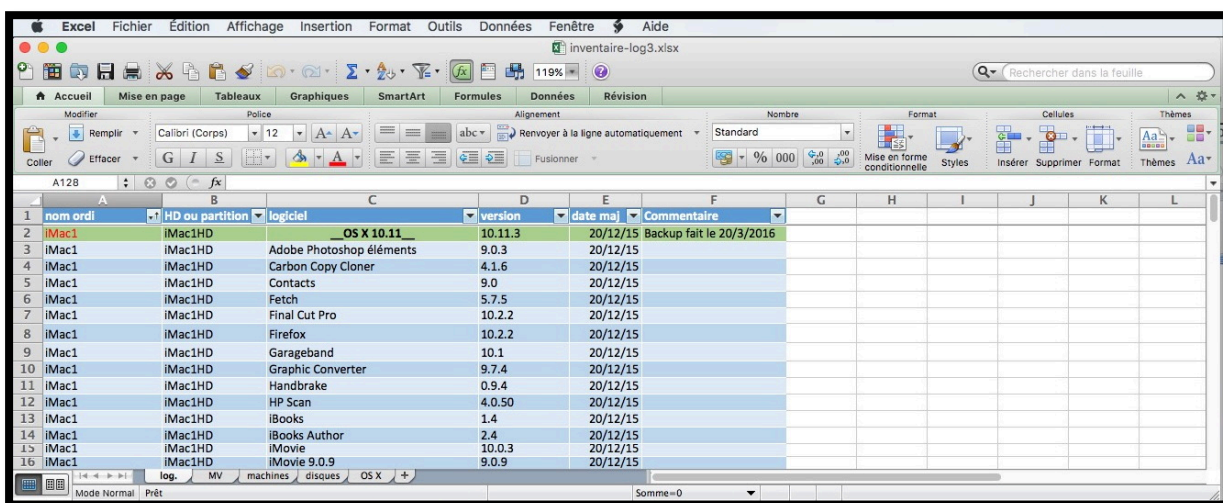 Excel Fichier Édition Affichage Insertion Format Outils Données Fenêtre Aide
inventaire-log3.xlsx
119%
Rechercher dans la feuille
Accueil Mise en page Tableaux Graphiques SmartArt Formules Données Révision
Modifier Police Alignement Nombre Format Cellules Thèmes
Coller Remplir Calibri (Corps) 12 A A abc Renvoyer à la ligne automatiquement Standard
Effacer G I S A Fusionner % 000 Mise en forme conditionnelle Styles Insérer Supprimer Format Thèmes Aa
A128 fx
A B C D E F G H I J K L
1 nom ordi HD ou partition logiciel version date maj Commentaire
2 iMac1 iMac1HD __OS X 10.11__ 10.11.3 20/12/15 Backup fait le 20/3/2016
3 iMac1 iMac1HD Adobe Photoshop éléments 9.0.3 20/12/15
4 iMac1 iMac1HD Carbon Copy Cloner 4.1.6 20/12/15
5 iMac1 iMac1HD Contacts 9.0 20/12/15
6 iMac1 iMac1HD Fetch 5.7.5 20/12/15
7 iMac1 iMac1HD Final Cut Pro 10.2.2 20/12/15
8 iMac1 iMac1HD Firefox 10.2.2 20/12/15
9 iMac1 iMac1HD Garageband 10.1 20/12/15
10 iMac1 iMac1HD Graphic Converter 9.7.4 20/12/15
11 iMac1 iMac1HD Handbrake 0.9.4 20/12/15
12 iMac1 iMac1HD HP Scan 4.0.50 20/12/15
13 iMac1 iMac1HD iBooks 1.4 20/12/15
14 iMac1 iMac1HD iBooks Author 2.4 20/12/15
15 iMac1 iMac1HD iMovie 10.0.3 20/12/15
16 iMac1 iMac1HD iMovie 9.0.9 9.0.9 20/12/15
log. MV machines disques OS X +
Mode Normal Prêt Somme=0